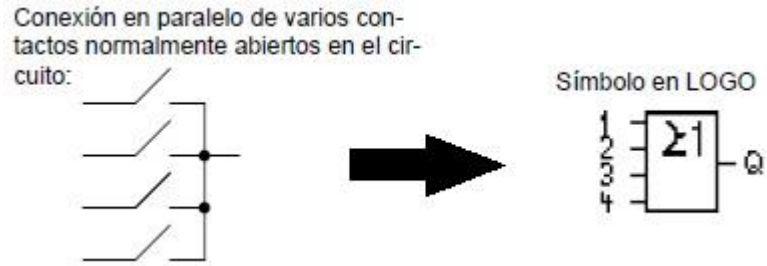 Conexión en paralelo de varios con-
tactos normalmente abiertos en el cir-
cuito:
Símbolo en LOGO
1
2
3
4
≥1
Q